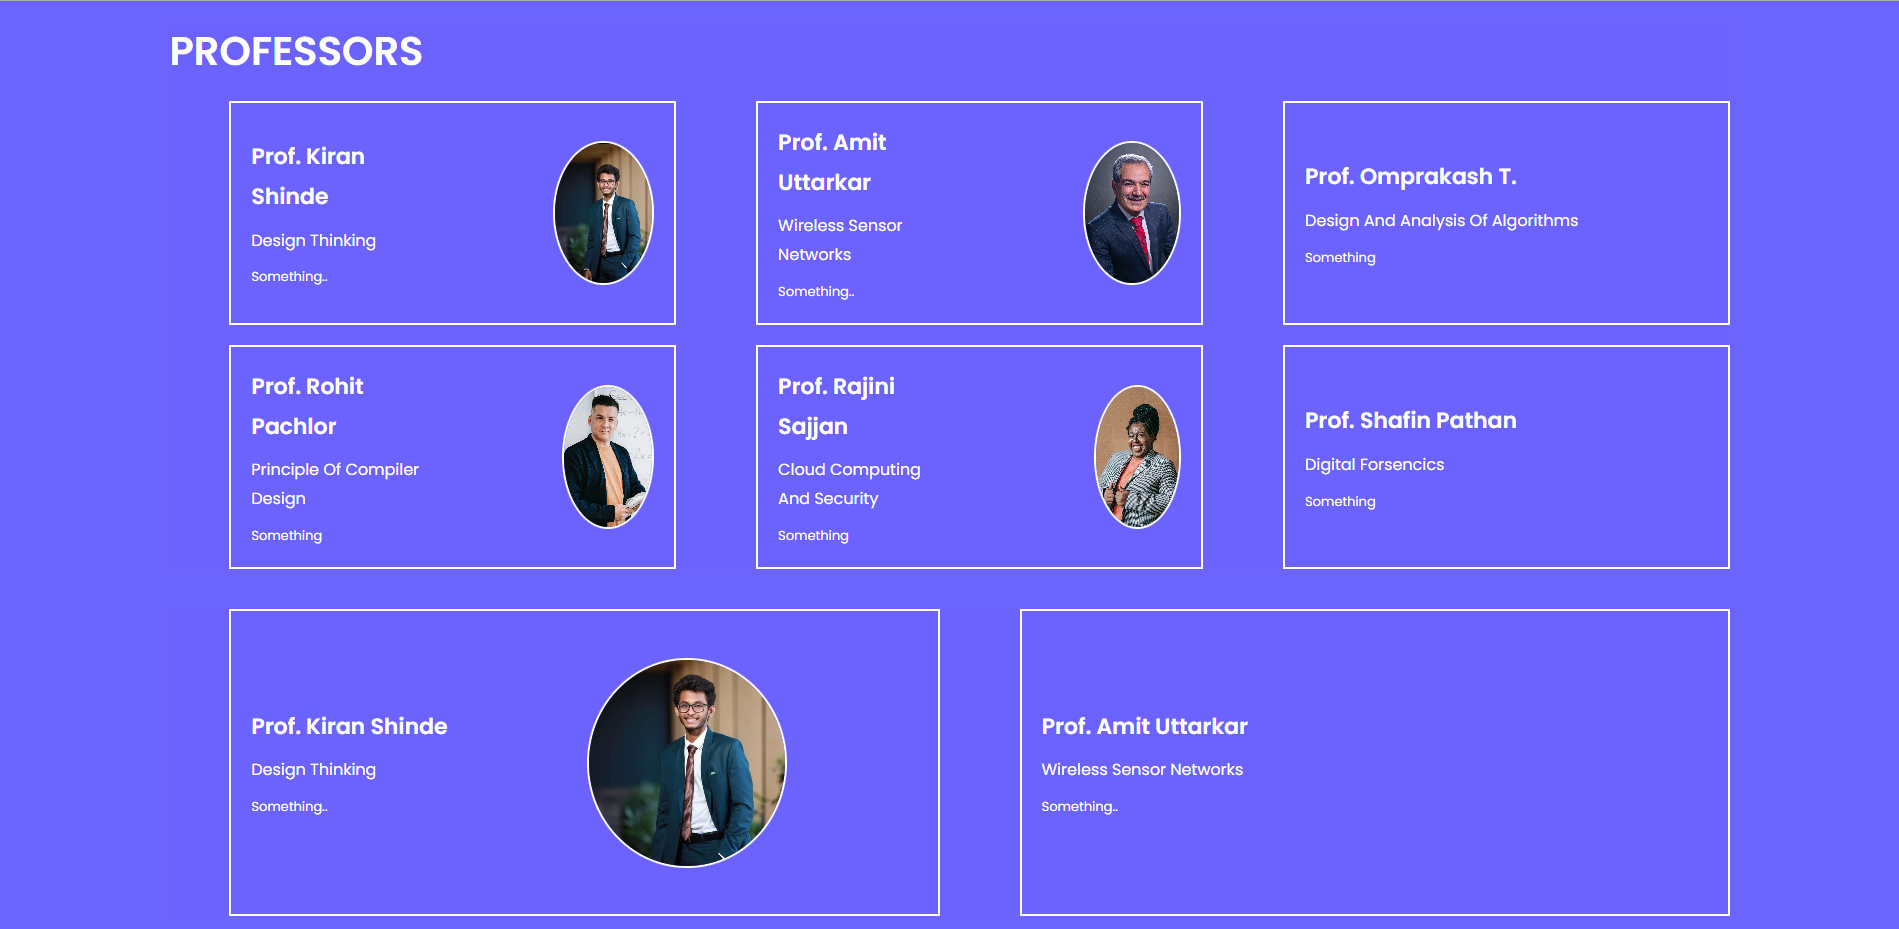 PROFESSORS
Prof. Kiran
Shinde
Design Thinking
Something..
Prof. Amit
Uttarkar
Wireless Sensor
Networks
Something..
Prof. Omprakash T.
Design And Analysis Of Algorithms
Something
Prof. Rohit
Pachlor
Principle Of Compiler
Design
Something
Prof. Rajini
Sajjan
Cloud Computing
And Security
Something
Prof. Shafin Pathan
Digital Forsencics
Something
Prof. Kiran Shinde
Design Thinking
Something..
Prof. Amit Uttarkar
Wireless Sensor Networks
Something..